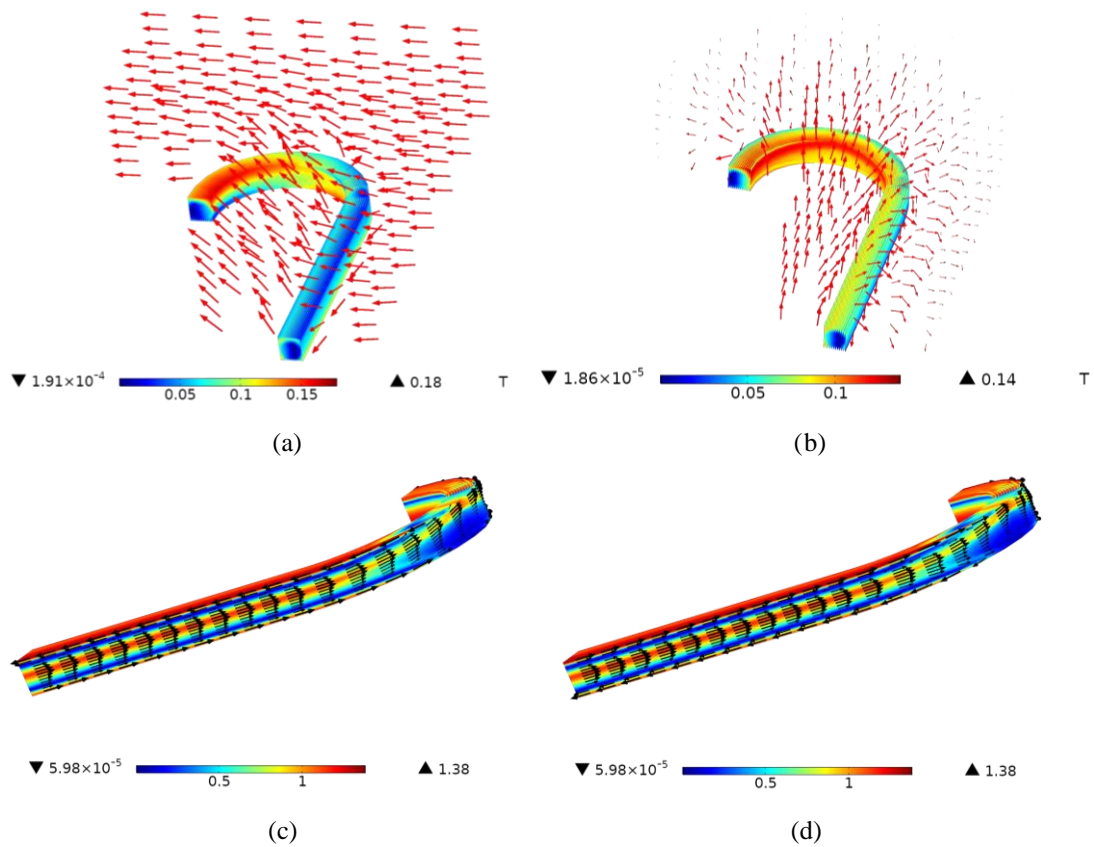 ▼ 1.91×10⁻⁴ 0.05 0.1 0.15 ▲ 0.18 T
▼ 1.86×10⁻⁵ 0.05 0.1 ▲ 0.14 T
(a) (b)
▼ 5.98×10⁻⁵ 0.5 1 ▲ 1.38
▼ 5.98×10⁻⁵ 0.5 1 ▲ 1.38
(c) (d)